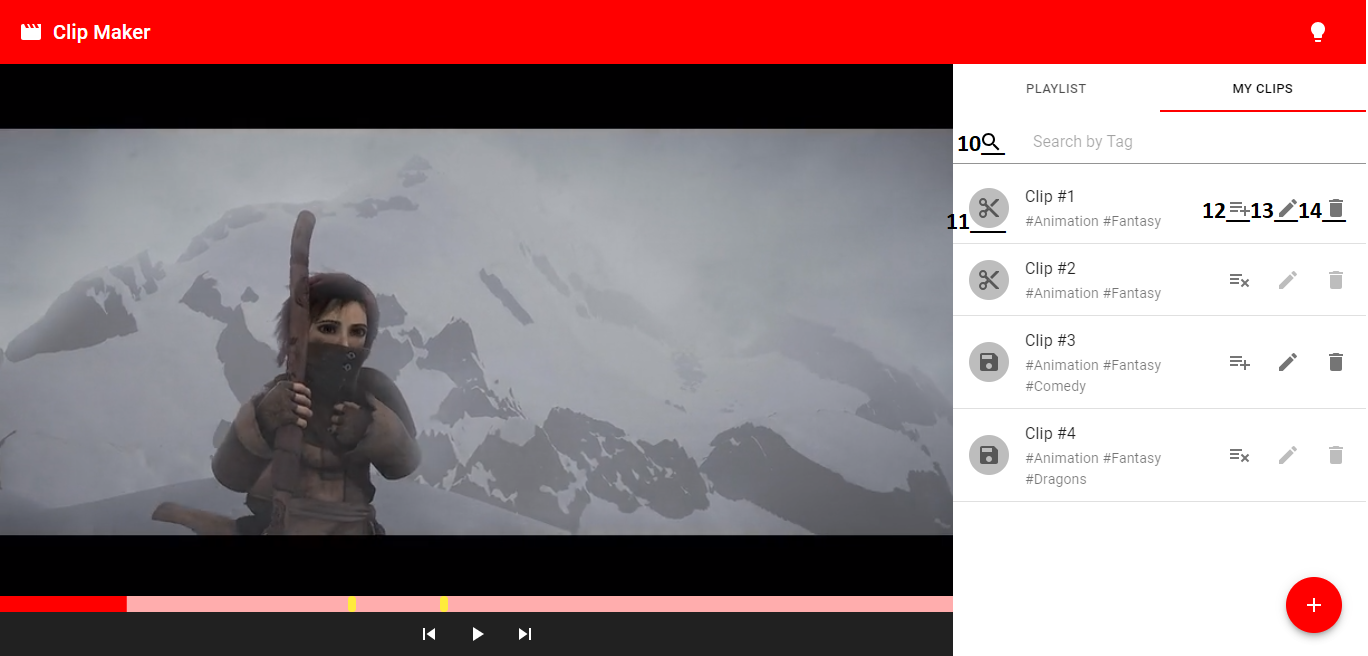 Clip Maker
PLAYLIST
MY CLIPS
10
Search by Tag
Clip #1
11
#Animation #Fantasy
12
13
14
Clip #2
#Animation #Fantasy
Clip #3
#Animation #Fantasy
#Comedy
Clip #4
#Animation #Fantasy
#Dragons